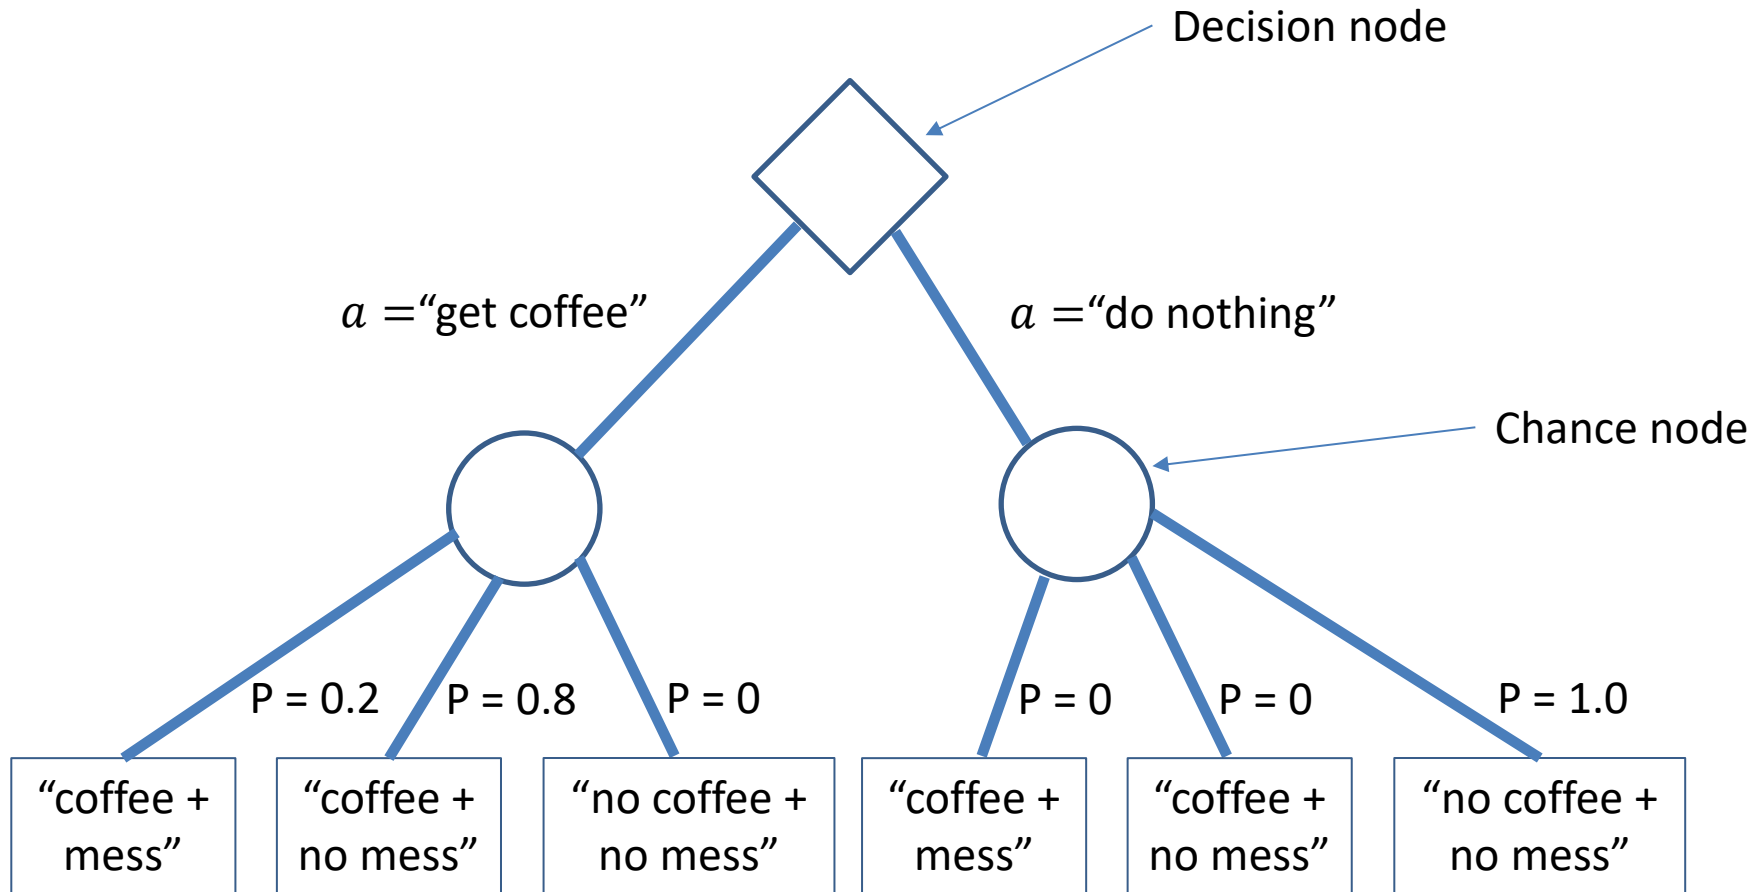 Decision node
𝑎 =“get coffee”
𝑎 =“do nothing”
Chance node
P = 0.2
P = 0.8
P = 0
P = 0
P = 0
P = 1.0
“coffee +
mess”
“coffee +
no mess”
“no coffee +
no mess”
“coffee +
mess”
“coffee +
no mess”
“no coffee +
no mess”